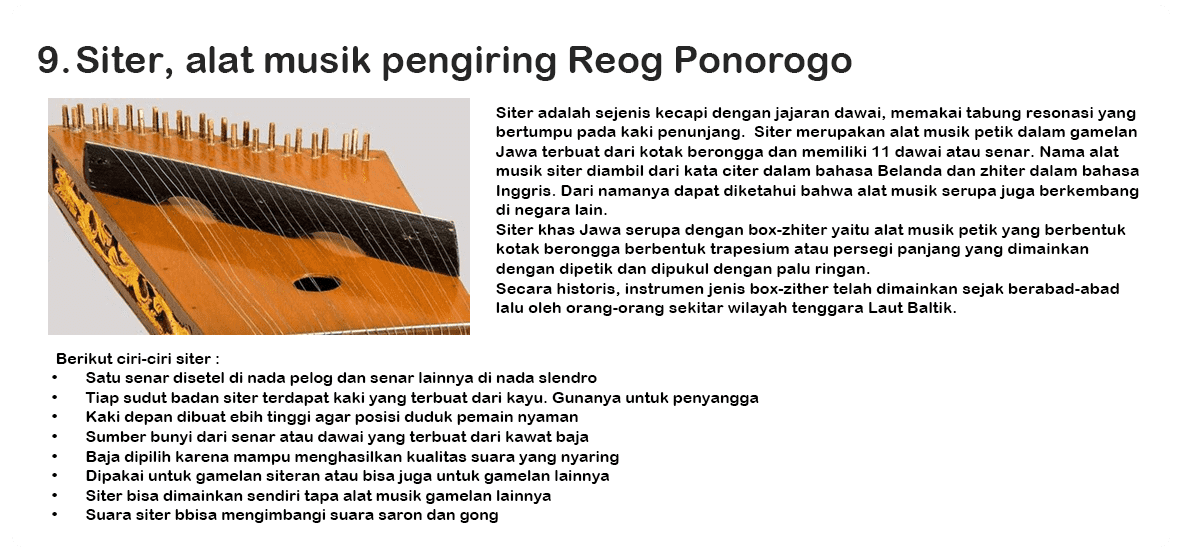 9. Siter, alat musik pengiring Reog Ponorogo
Siter adalah sejenis kecapi dengan jajaran dawai, memakai tabung resonasi yang
bertumpu pada kaki penunjang. Siter merupakan alat musik petik dalam gamelan
Jawa terbuat dari kotak berongga dan memiliki 11 dawai atau senar. Nama alat
musik siter diambil dari kata citer dalam bahasa Belanda dan zhiter dalam bahasa
Inggris. Dari namanya dapat diketahui bahwa alat musik serupa juga berkembang
di negara lain.
Siter khas Jawa serupa dengan box-zhiter yaitu alat musik petik yang berbentuk
kotak berongga berbentuk trapesium atau persegi panjang yang dimainkan
dengan dipetik dan dipukul dengan palu ringan.
Secara historis, instrumen jenis box-zither telah dimainkan sejak berabad-abad
lalu oleh orang-orang sekitar wilayah tenggara Laut Baltik.
Berikut ciri-ciri siter :
• Satu senar disetel di nada pelog dan senar lainnya di nada slendro
• Tiap sudut badan siter terdapat kaki yang terbuat dari kayu. Gunanya untuk penyangga
• Kaki depan dibuat ebih tinggi agar posisi duduk pemain nyaman
• Sumber bunyi dari senar atau dawai yang terbuat dari kawat baja
• Baja dipilih karena mampu menghasilkan kualitas suara yang nyaring
• Dipakai untuk gamelan siteran atau bisa juga untuk gamelan lainnya
• Siter bisa dimainkan sendiri tapa alat musik gamelan lainnya
• Suara siter bbisa mengimbangi suara saron dan gong